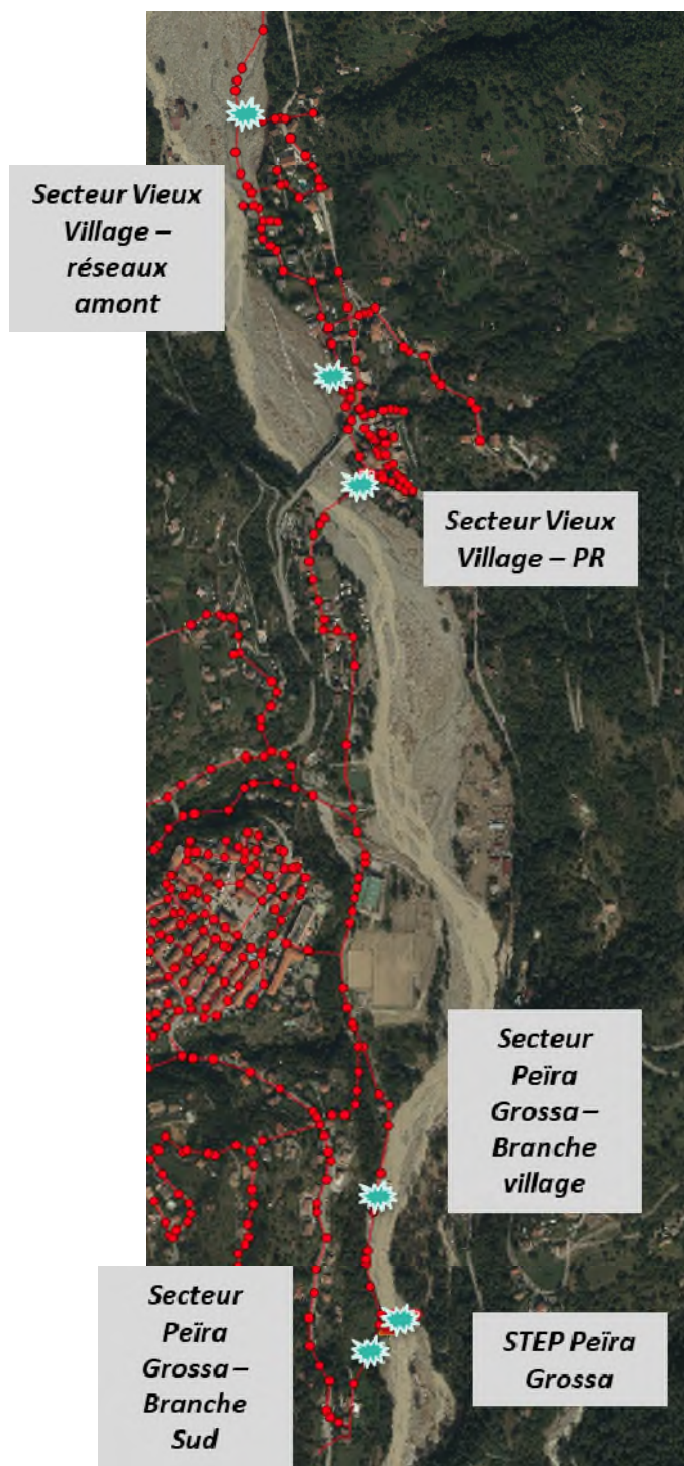 Secteur Vieux
Village –
réseaux
amont
Secteur Vieux
Village – PR
Secteur
Peïra
Grossa –
Branche
village
Secteur
Peïra
Grossa –
Branche
Sud
STEP Peïra
Grossa